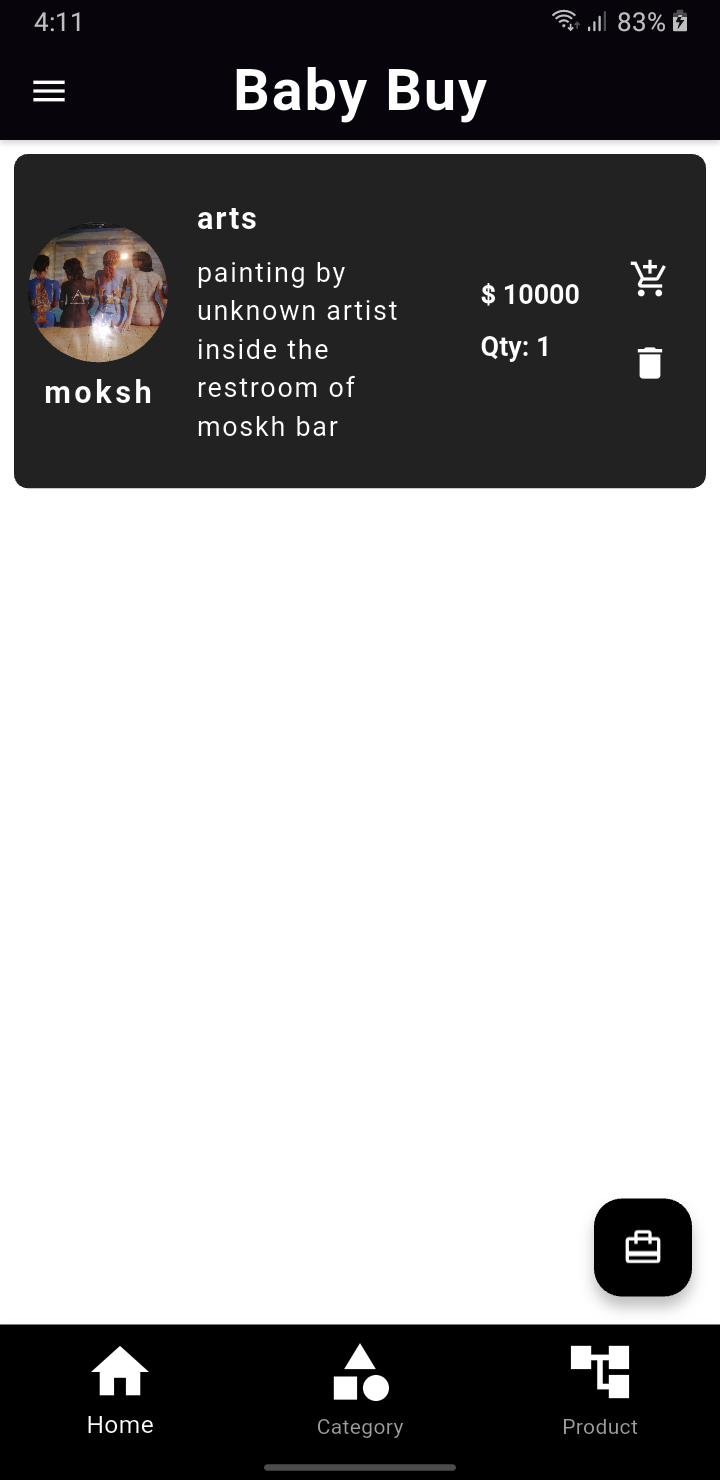 4:11
83%
Baby Buy
arts
painting by
unknown artist
inside the
restroom of
moskh bar
moksh
$ 10000
Qty: 1
Home
Category
Product